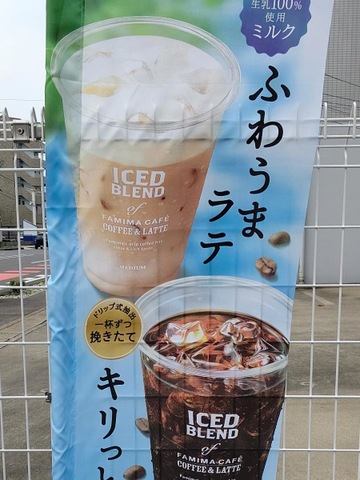 生乳100%
使用
ミルク
ふわうま
ラテ
ICED
BLEND
of
FAMIMA CAFÉ
COFFEE & LATTE
MEDIUM
ドリップ式抽出
一杯ずつ
挽きたて
キリっと
ICED
BLEND
of
FAMIMA CAFÉ
COFFEE & LATTE